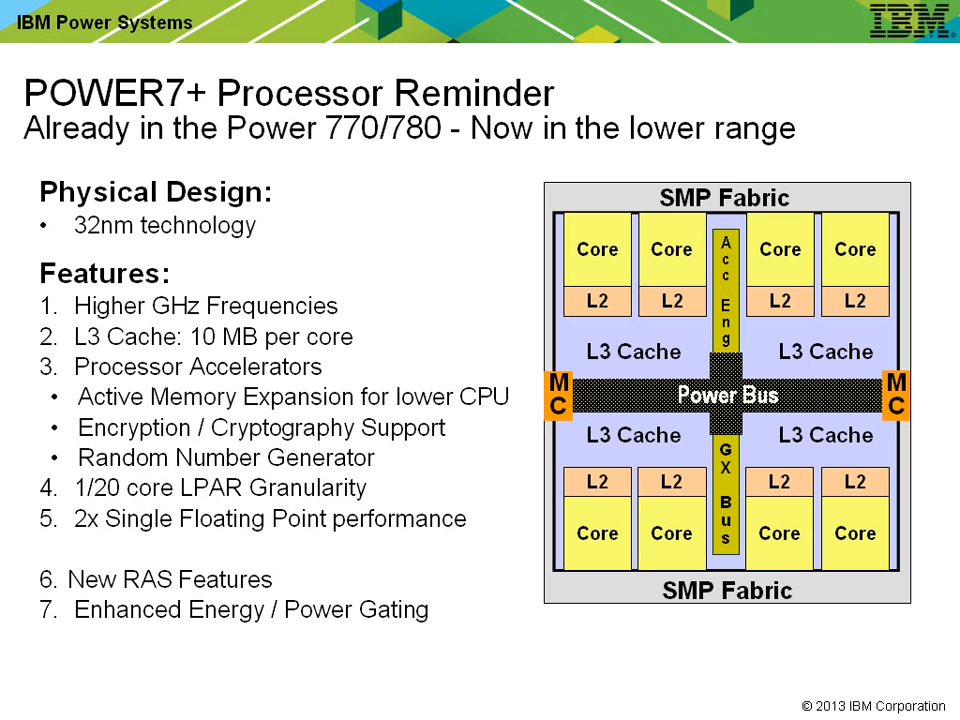 IBM Power Systems
IBM
POWER7+ Processor Reminder
Already in the Power 770/780 - Now in the lower range
Physical Design:
• 32nm technology
Features:
1. Higher GHz Frequencies
2. L3 Cache: 10 MB per core
3. Processor Accelerators
• Active Memory Expansion for lower CPU
• Encryption / Cryptography Support
• Random Number Generator
4. 1/20 core LPAR Granularity
5. 2x Single Floating Point performance
6. New RAS Features
7. Enhanced Energy / Power Gating
SMP Fabric
Core Core Core Core
L2 L2 L2 L2
Acc Eng
L3 Cache L3 Cache
MC Power Bus MC
L3 Cache L3 Cache
GX Bus
L2 L2 L2 L2
Core Core Core Core
SMP Fabric
© 2013 IBM Corporation